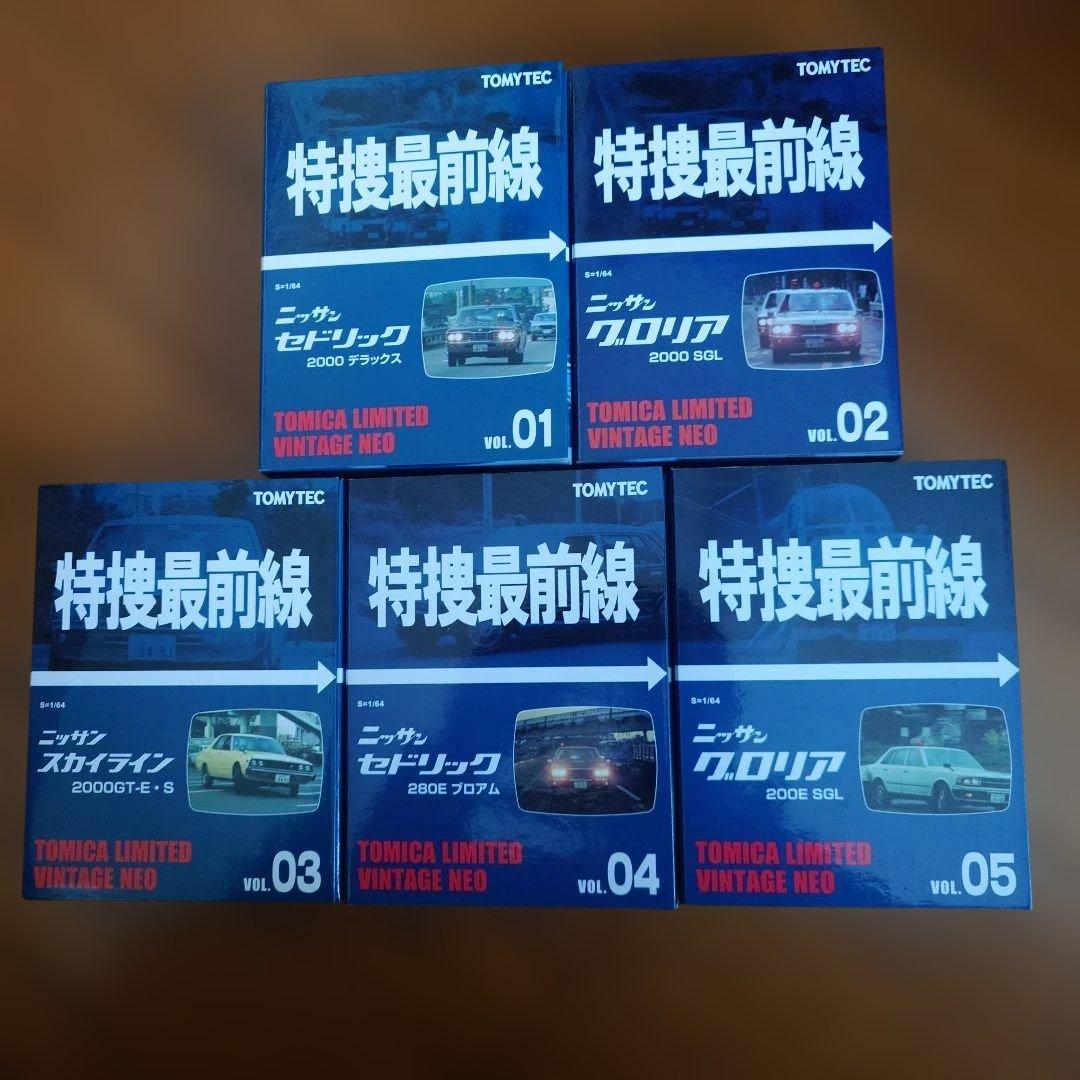 TOMYTEC
特捜最前線
S=1/64
ニッサン
セドリック
2000 デラックス
TOMICA LIMITED
VINTAGE NEO
VOL.01
TOMYTEC
特捜最前線
S=1/64
ニッサン
グロリア
2000 SGL
TOMICA LIMITED
VINTAGE NEO
VOL.02
TOMYTEC
特捜最前線
84-93
S=1/64
ニッサン
スカイライン
2000GT-E・S
TOMICA LIMITED
VINTAGE NEO
VOL.03
TOMYTEC
特捜最前線
S=1/64
ニッサン
セドリック
280E ブロアム
TOMICA LIMITED
VINTAGE NEO
VOL.04
TOMYTEC
特捜最前線
S=1/64
ニッサン
グロリア
200E SGL
TOMICA LIMITED
VINTAGE NEO
VOL.05